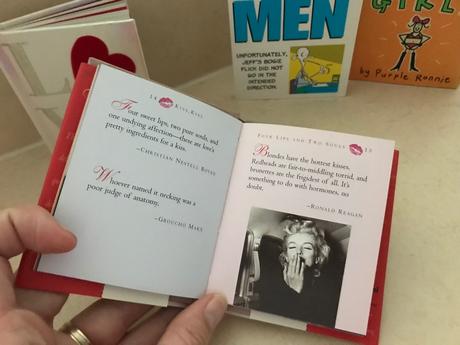 MEN
UNFORTUNATELY,
JEFF'S BOGIE
FLICK DID NOT
GO IN THE
INTENDED
DIRECTION.
GIRL
by PURPLE RONNIE
14 KISS, KISS
Four sweet lips, two pure souls, and
one undying affection—these are love's
pretty ingredients for a kiss.
~CHRISTIAN NESTELL BOVEE
Whoever named it necking was a
poor judge of anatomy.
~GROUCHO MARX
FOUR LIPS AND TWO SOULS 15
Blondes have the hottest kisses.
Redheads are fair-to-middling torrid, and
brunettes are the frigidest of all. It's
something to do with hormones, no
doubt.
~RONALD REAGAN